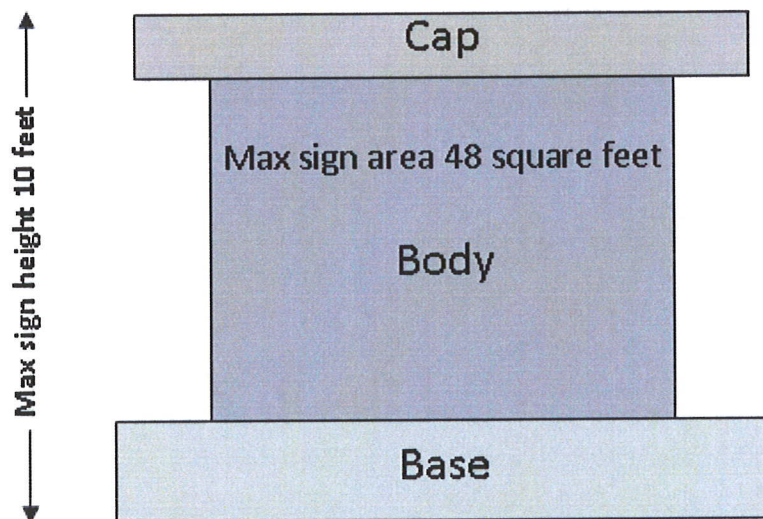 Cap
Max sign area 48 square feet
Body
Base
Max sign height 10 feet